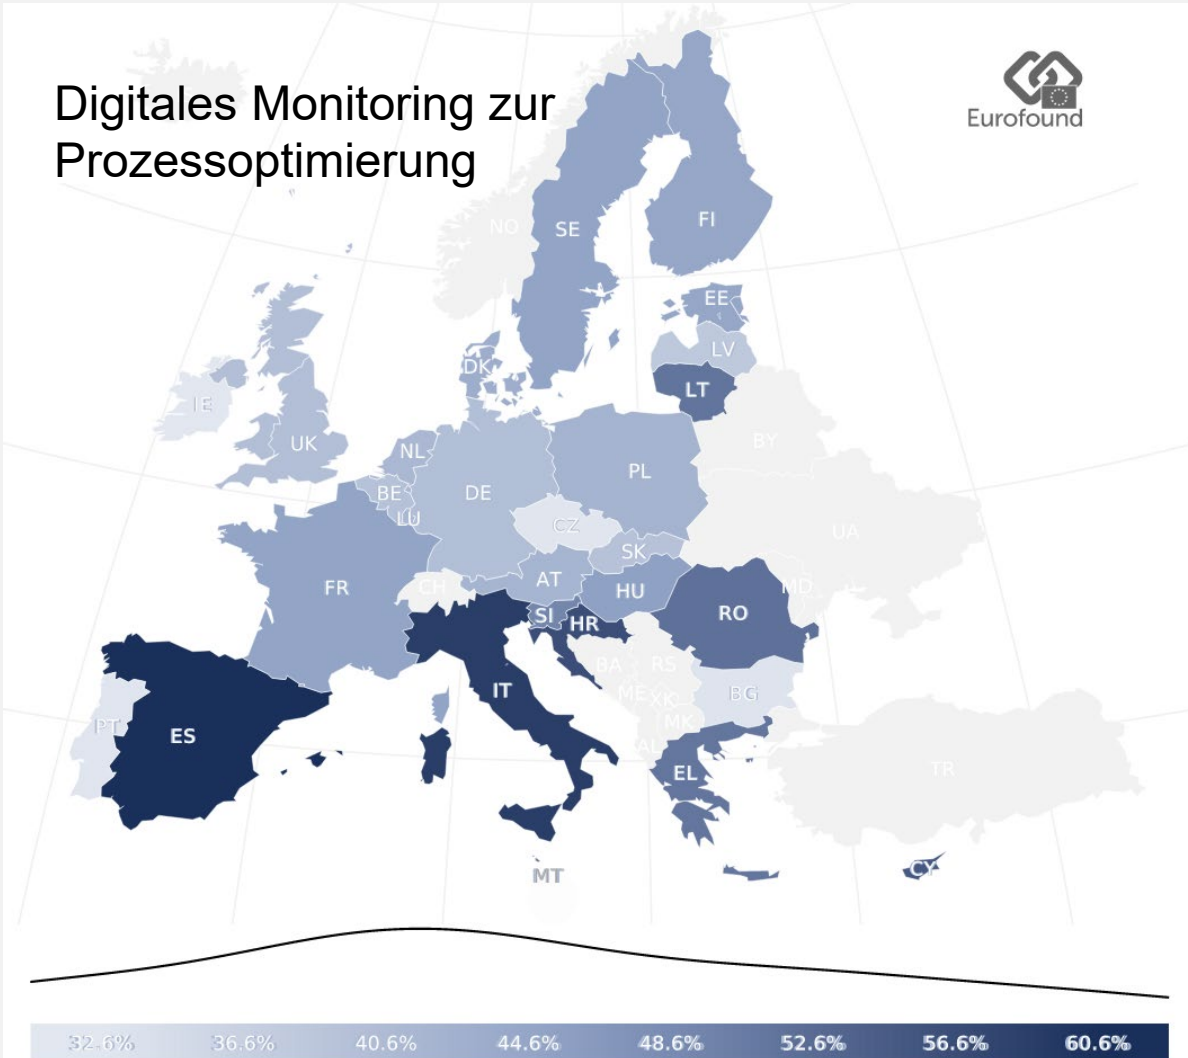 Digitales Monitoring zur
Prozessoptimierung
Eurofound
NO
SE
FI
EE
LV
DK
LT
IE
UK
BY
NL
PL
BE
DE
LU
CZ
UA
SK
FR
CH
AT
HU
MD
SI
HR
RO
BA
RS
IT
ME
XK
BG
PT
MK
ES
AL
EL
TR
CY
MT
32.6% 36.6% 40.6% 44.6% 48.6% 52.6% 56.6% 60.6%